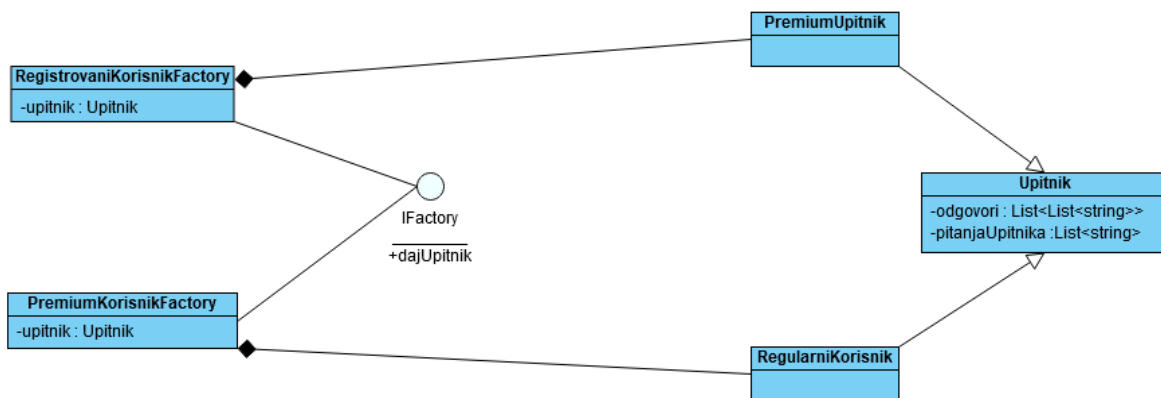 PremiumUpitnik
RegistrovaniKorisnikFactory
-upitnik : Upitnik
IFactory
+dajUpitnik
Upitnik
-odgovori : List<List<string>>
-pitanjaUpitnika :List<string>
PremiumKorisnikFactory
-upitnik : Upitnik
RegularniKorisnik